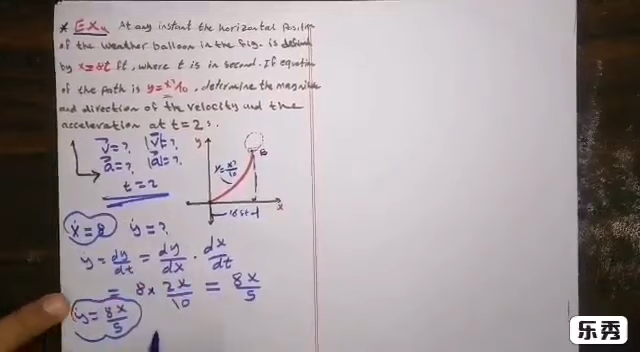 * EX4 At any instant the horizontal position
of the weather balloon in the fig. is defined
by x=8t ft, where t is in second. If equation
of the path is y=x²/10, determine the magnitude
and direction of the velocity and the
acceleration at t=2s.
v=? |v|=?
a=? |a|=?
t=2
y
B
y=x²/10
x
16 ft
ẋ=8 ẏ=?
ẏ=dy/dt = dy/dx · dx/dt
= 8 × 2x/10 = 8x/5
ẏ=8x/5
乐秀